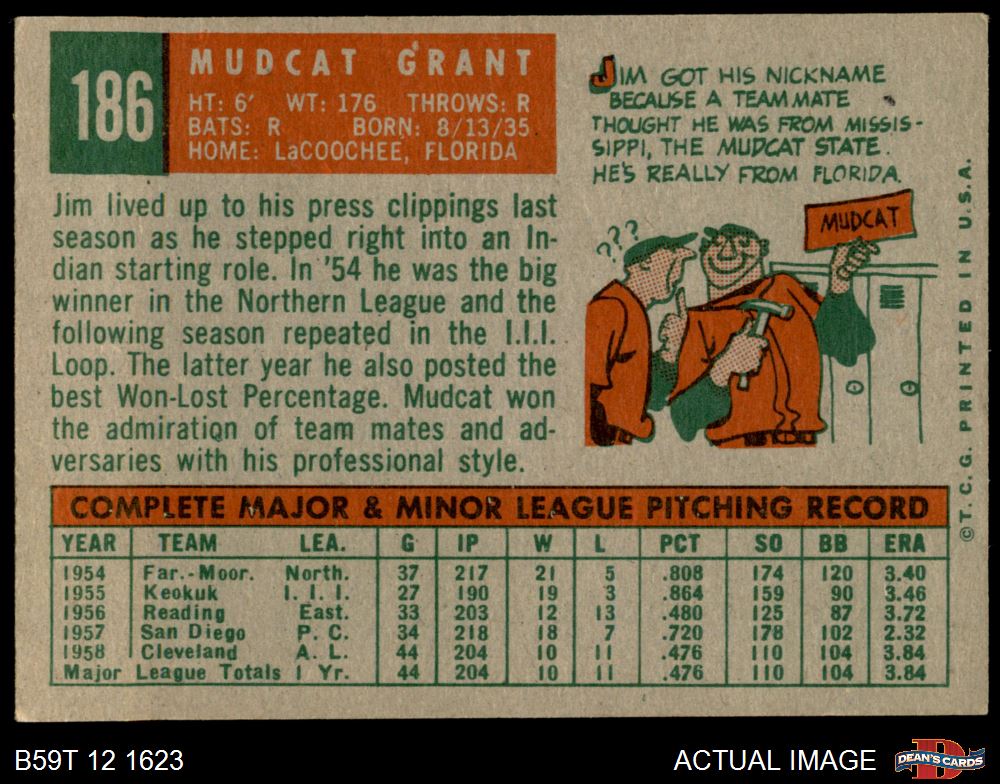 186
MUDCAT GRANT
HT: 6' WT: 176 THROWS: R
BATS: R BORN: 8/13/35
HOME: LaCOOCHEE, FLORIDA
JIM GOT HIS NICKNAME
BECAUSE A TEAM MATE
THOUGHT HE WAS FROM MISSIS-
SIPPI, THE MUDCAT STATE.
HE'S REALLY FROM FLORIDA.
???
MUDCAT
Jim lived up to his press clippings last
season as he stepped right into an In-
dian starting role. In '54 he was the big
winner in the Northern League and the
following season repeated in the I.I.I.
Loop. The latter year he also posted the
best Won-Lost Percentage. Mudcat won
the admiration of team mates and ad-
versaries with his professional style.
COMPLETE MAJOR & MINOR LEAGUE PITCHING RECORD
YEAR TEAM LEA. G IP W L PCT SO BB ERA
1954 Far.-Moor. North. 37 217 21 5 .808 174 120 3.40
1955 Keokuk I. I. I. 27 190 19 3 .864 159 90 3.46
1956 Reading East. 33 203 12 13 .480 125 87 3.72
1957 San Diego P. C. 34 218 18 7 .720 178 102 2.32
1958 Cleveland A. L. 44 204 10 11 .476 110 104 3.84
Major League Totals 1 Yr. 44 204 10 11 .476 110 104 3.84
© T. C. G. PRINTED IN U.S.A.
B59T 12 1623
ACTUAL IMAGE
D
DEAN'S CARDS